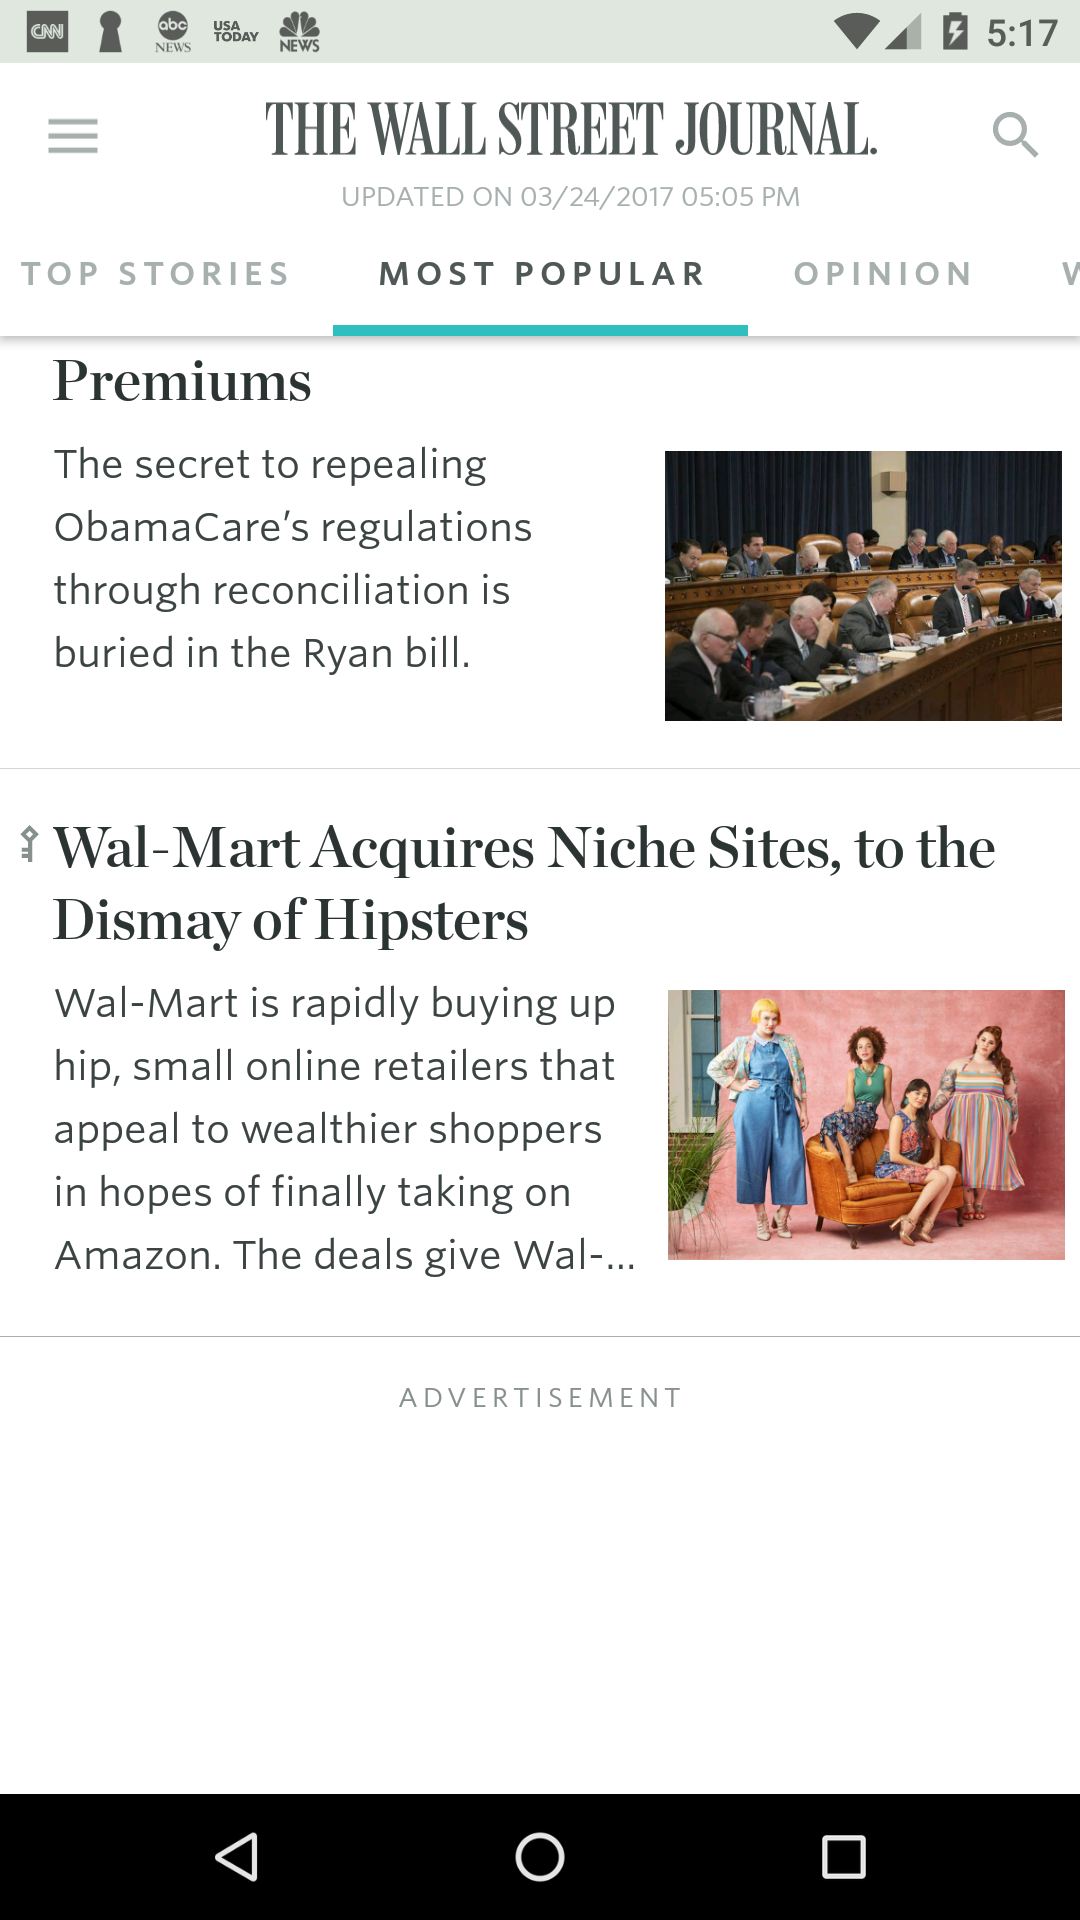 CNN
abc
NEWS
USA
TODAY
NEWS
5:17
THE WALL STREET JOURNAL.
UPDATED ON 03/24/2017 05:05 PM
TOP STORIES
MOST POPULAR
OPINION
Premiums
The secret to repealing
ObamaCare’s regulations
through reconciliation is
buried in the Ryan bill.
Wal-Mart Acquires Niche Sites, to the
Dismay of Hipsters
Wal-Mart is rapidly buying up
hip, small online retailers that
appeal to wealthier shoppers
in hopes of finally taking on
Amazon. The deals give Wal-...
ADVERTISEMENT